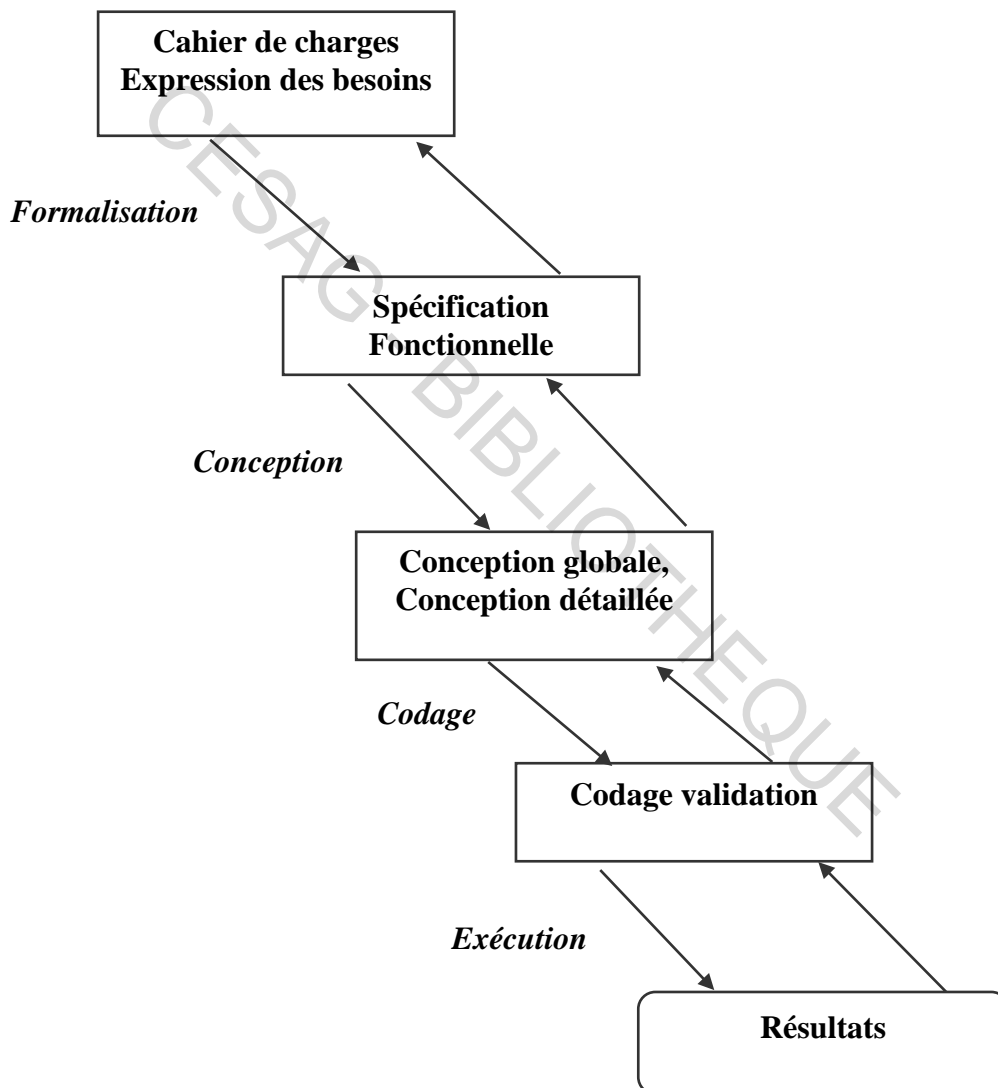 Cahier de charges
Expression des besoins
Formalisation
Spécification
Fonctionnelle
Conception
Conception globale,
Conception détaillée
Codage
Codage validation
Exécution
Résultats
CESAG - BIBLIOTHEQUE